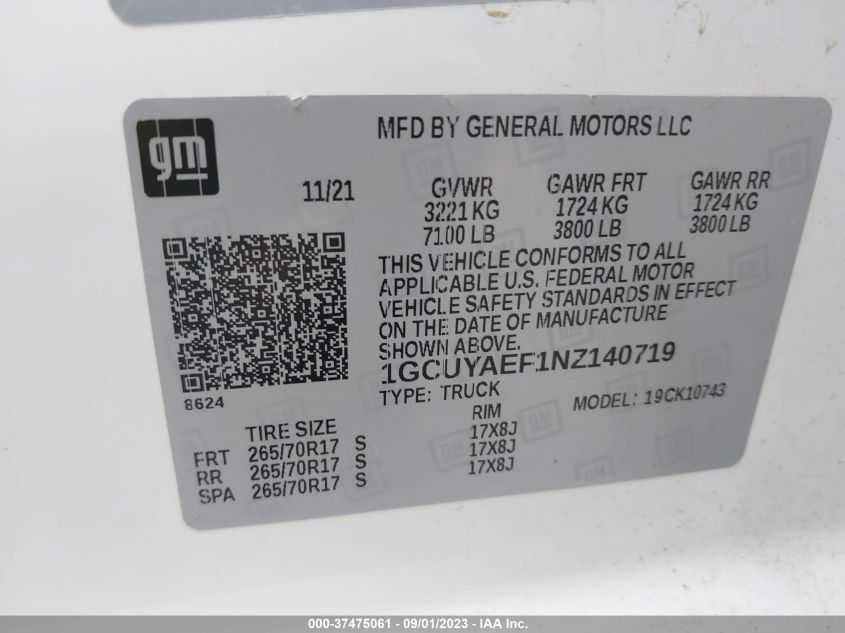 gm
MFD BY GENERAL MOTORS LLC
11/21
GVWR GAWR FRT GAWR RR
3221 KG 1724 KG 1724 KG
7100 LB 3800 LB 3800 LB
THIS VEHICLE CONFORMS TO ALL
APPLICABLE U.S. FEDERAL MOTOR
VEHICLE SAFETY STANDARDS IN EFFECT
ON THE DATE OF MANUFACTURE
SHOWN ABOVE.
1GCUYAEF1NZ140719
TYPE: TRUCK
MODEL: 19CK10743
8624
TIRE SIZE RIM
FRT 265/70R17 S 17X8J
RR 265/70R17 S 17X8J
SPA 265/70R17 S 17X8J
000-37475061 - 09/01/2023 - IAAI Inc.